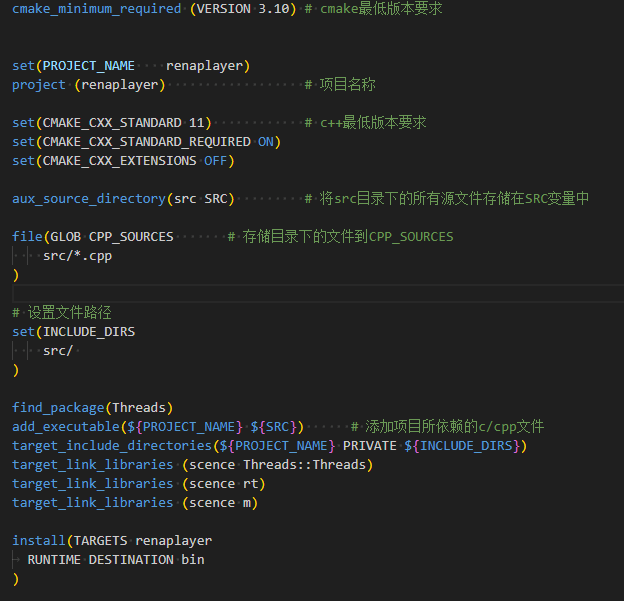 cmake_minimum_required (VERSION 3.10) # cmake最低版本要求
set(PROJECT_NAME    renaplayer)
project (renaplayer)                  # 项目名称
set(CMAKE_CXX_STANDARD 11)            # c++最低版本要求
set(CMAKE_CXX_STANDARD_REQUIRED ON)
set(CMAKE_CXX_EXTENSIONS OFF)
aux_source_directory(src SRC)         # 将src目录下的所有源文件存储在SRC变量中
file(GLOB CPP_SOURCES       # 存储目录下的文件到CPP_SOURCES
    src/*.cpp
)
# 设置文件路径
set(INCLUDE_DIRS
    src/
)
find_package(Threads)
add_executable(${PROJECT_NAME} ${SRC})      # 添加项目所依赖的c/cpp文件
target_include_directories(${PROJECT_NAME} PRIVATE ${INCLUDE_DIRS})
target_link_libraries (scence Threads::Threads)
target_link_libraries (scence rt)
target_link_libraries (scence m)
install(TARGETS renaplayer
  RUNTIME DESTINATION bin
)